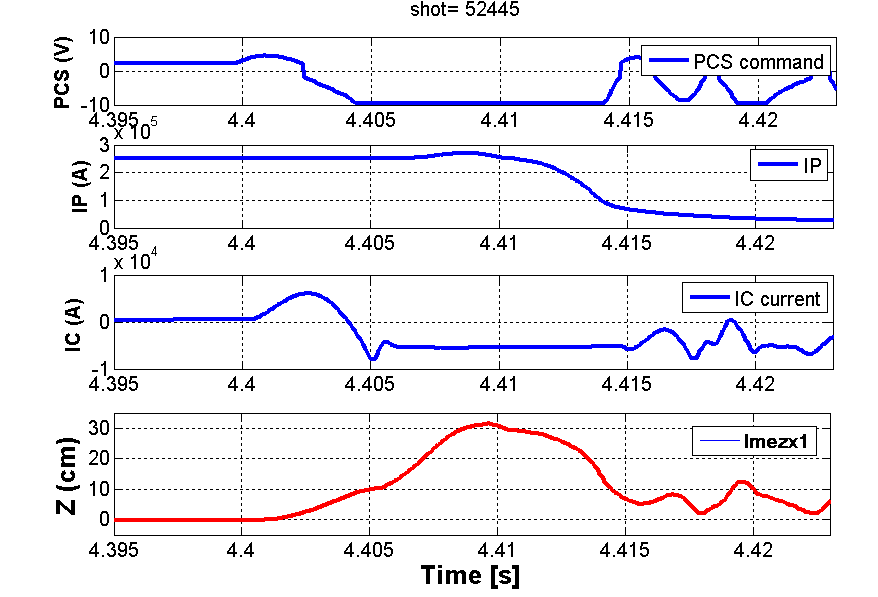 shot= 52445
PCS (V)
10
0
-10
PCS command
4.395 4.4 4.405 4.41 4.415 4.42
x 10^5
IP (A)
3
2
1
0
IP
4.395 4.4 4.405 4.41 4.415 4.42
x 10^4
IC (A)
1
0
-1
IC current
4.395 4.4 4.405 4.41 4.415 4.42
Z (cm)
30
20
10
0
lmezx1
4.395 4.4 4.405 4.41 4.415 4.42
Time [s]